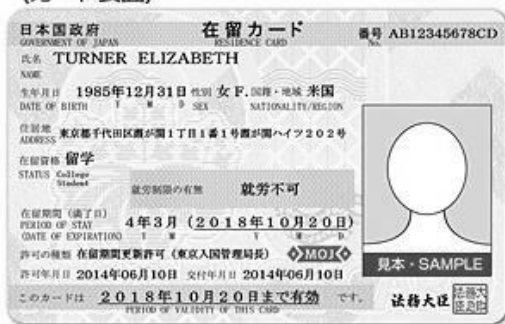 日本国政府 在留カード 番号 AB12345678CD
GOVERNMENT OF JAPAN RESIDENCE CARD No.
氏名 TURNER ELIZABETH
NAME
生年月日 1985年12月31日 性別 女 F. 国籍・地域 米国
DATE OF BIRTH Y M D SEX NATIONALITY/REGION
住居地 東京都千代田区霞が関1丁目1番1号霞が関ハイツ202号
ADDRESS
在留資格 留学
STATUS College Student
就労制限の有無 就労不可
在留期間(満了日) 4年3月(2018年10月20日)
PERIOD OF STAY
(DATE OF EXPIRATION) Y M Y M D
許可の種類 在留期間更新許可(東京入国管理局長) MOJ
見本・SAMPLE
許可年月日 2014年06月10日 交付年月日 2014年06月10日
このカードは 2018年10月20日まで有効 です。 法務大臣
PERIOD OF VALIDITY OF THIS CARD